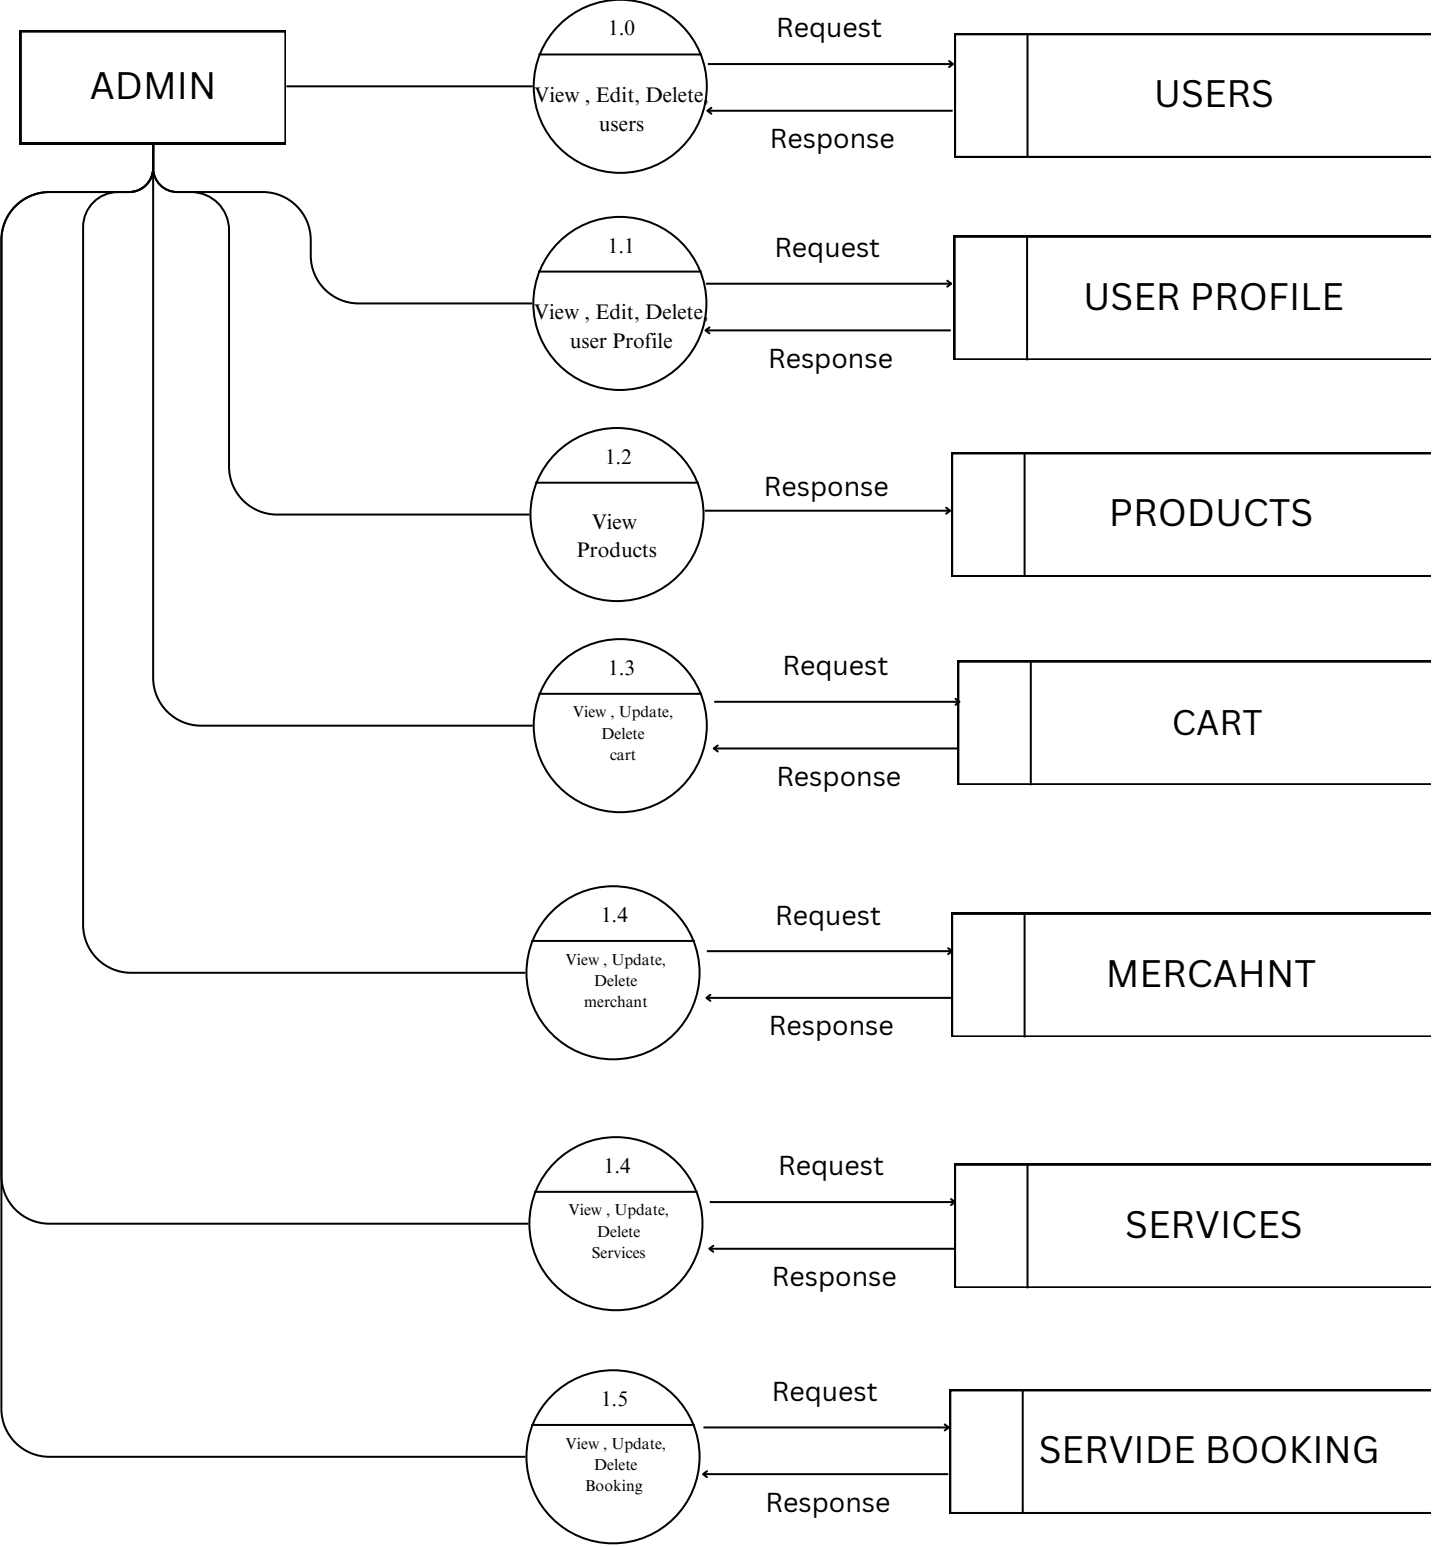 ADMIN
1.0
View , Edit, Delete,
users
Request
Response
USERS
1.1
View , Edit, Delete,
user Profile
Request
Response
USER PROFILE
1.2
View
Products
Response
PRODUCTS
1.3
View , Update,
Delete
cart
Request
Response
CART
1.4
View , Update,
Delete
merchant
Request
Response
MERCAHNT
1.4
View , Update,
Delete
Services
Request
Response
SERVICES
1.5
View , Update,
Delete
Booking
Request
Response
SERVIDE BOOKING